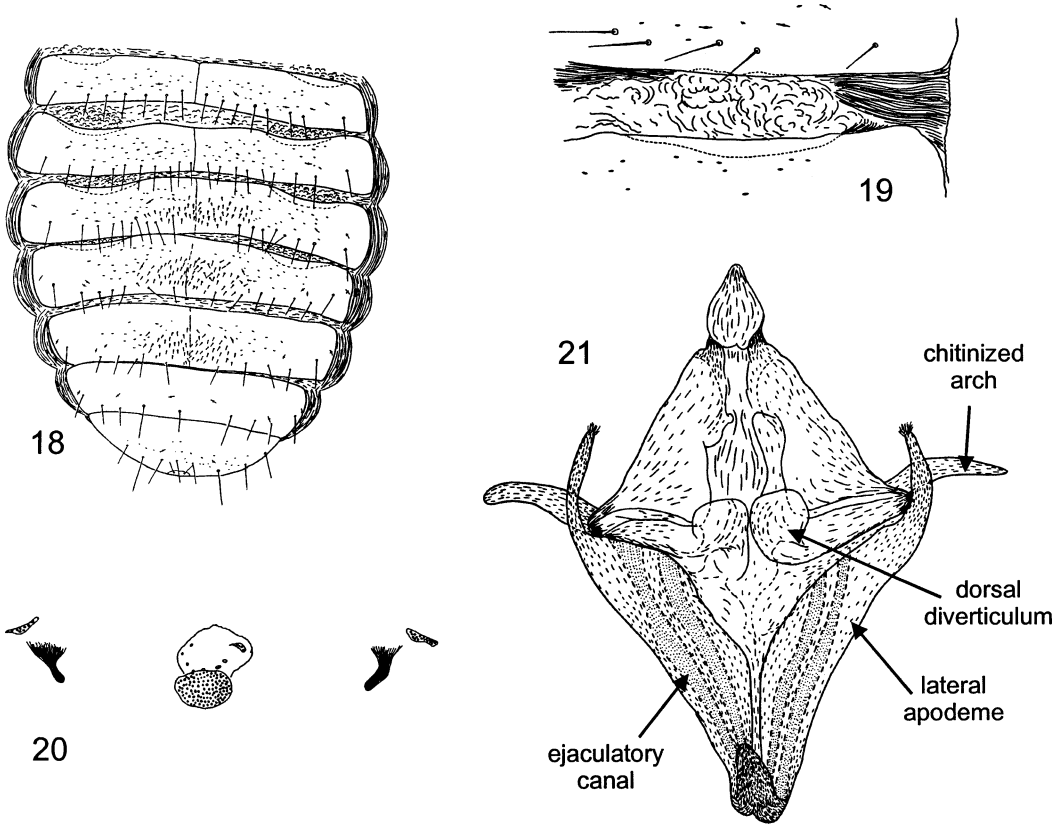 18
19
20
21
chitinized
arch
dorsal
diverticulum
lateral
apodeme
ejaculatory
canal